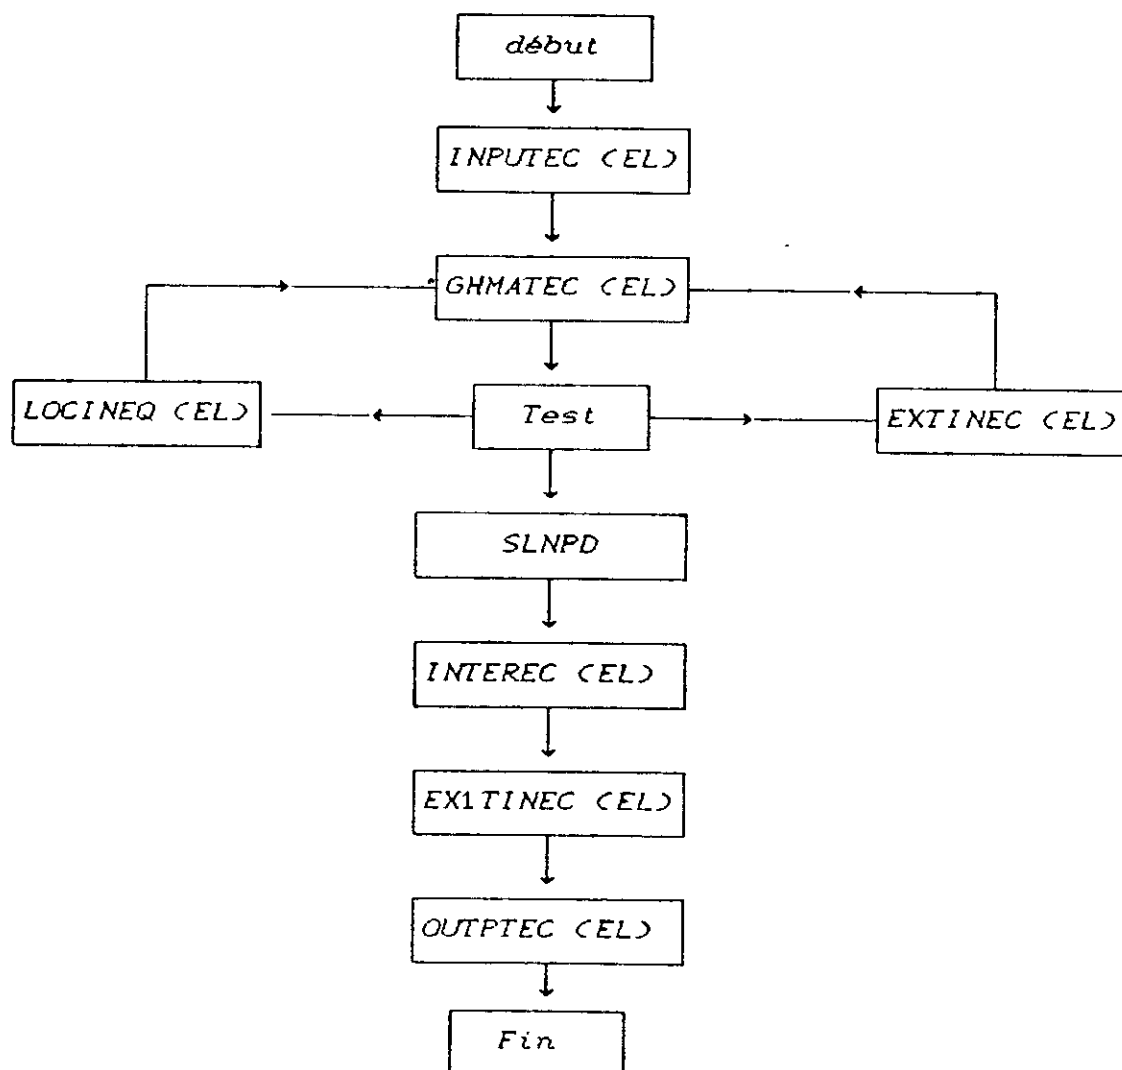 début
INPUTEC (EL)
GHMATEC (EL)
LOCINEQ (EL)
Test
EXTINEC (EL)
SLNPD
INTEREC (EL)
EX1TINEC (EL)
OUTPTEC (EL)
Fin